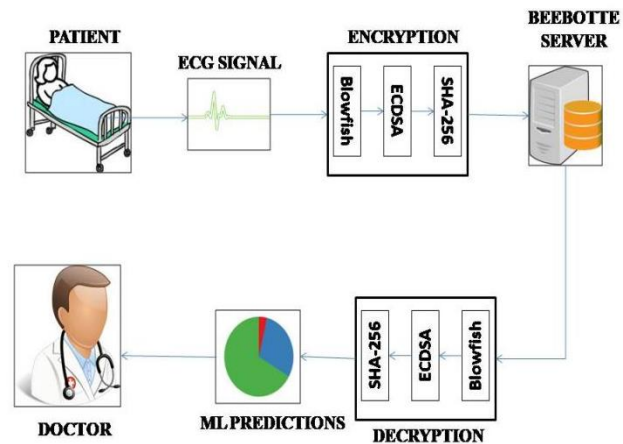 PATIENT
ECG SIGNAL
ENCRYPTION
Blowfish
ECDSA
SHA-256
BEEBOTTE
SERVER
DOCTOR
ML PREDICTIONS
SHA-256
ECDSA
Blowfish
DECRYPTION